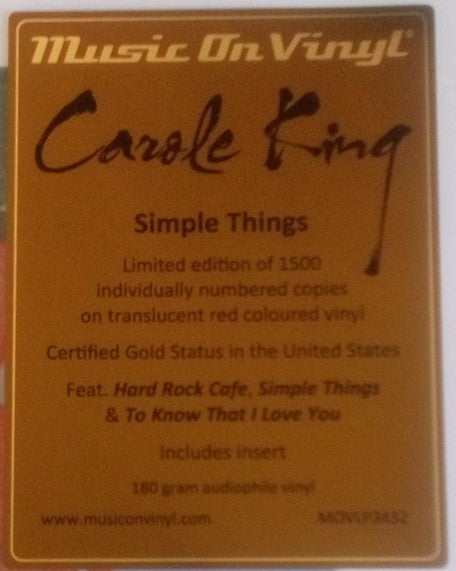 Music On Vinyl®
Carole King
Simple Things
Limited edition of 1500
individually numbered copies
on translucent red coloured vinyl
Certified Gold Status in the United States
Feat. Hard Rock Cafe, Simple Things
& To Know That I Love You
Includes insert
180 gram audiophile vinyl
www.musiconvinyl.com MOVLP3432